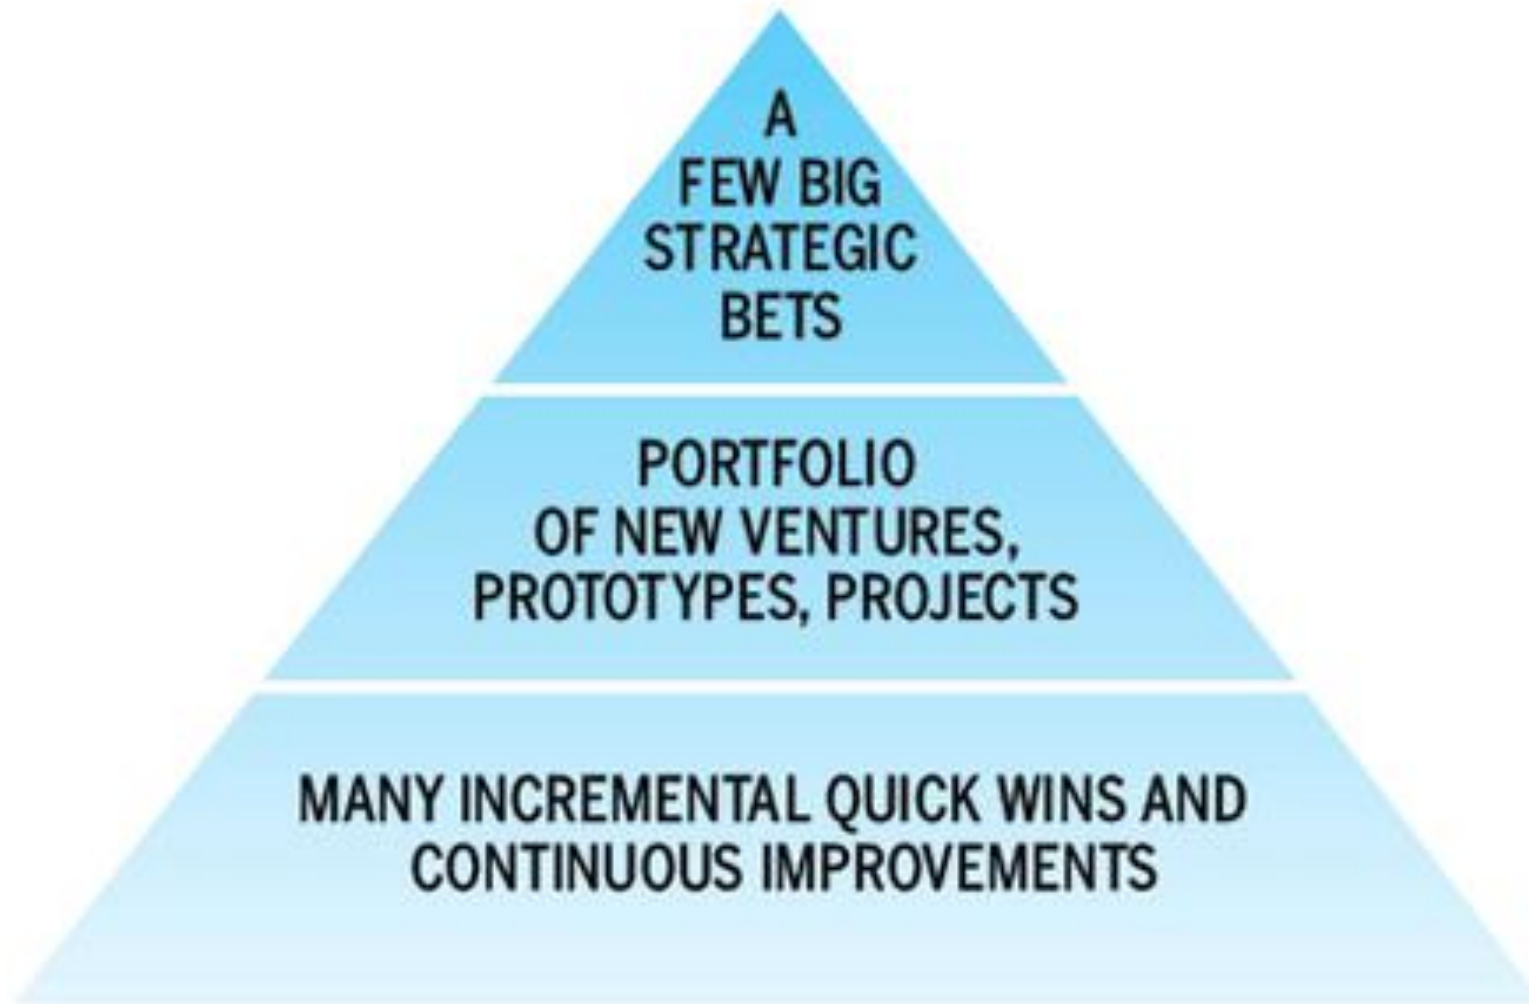 A
FEW BIG
STRATEGIC
BETS
PORTFOLIO
OF NEW VENTURES,
PROTOTYPES, PROJECTS
MANY INCREMENTAL QUICK WINS AND
CONTINUOUS IMPROVEMENTS